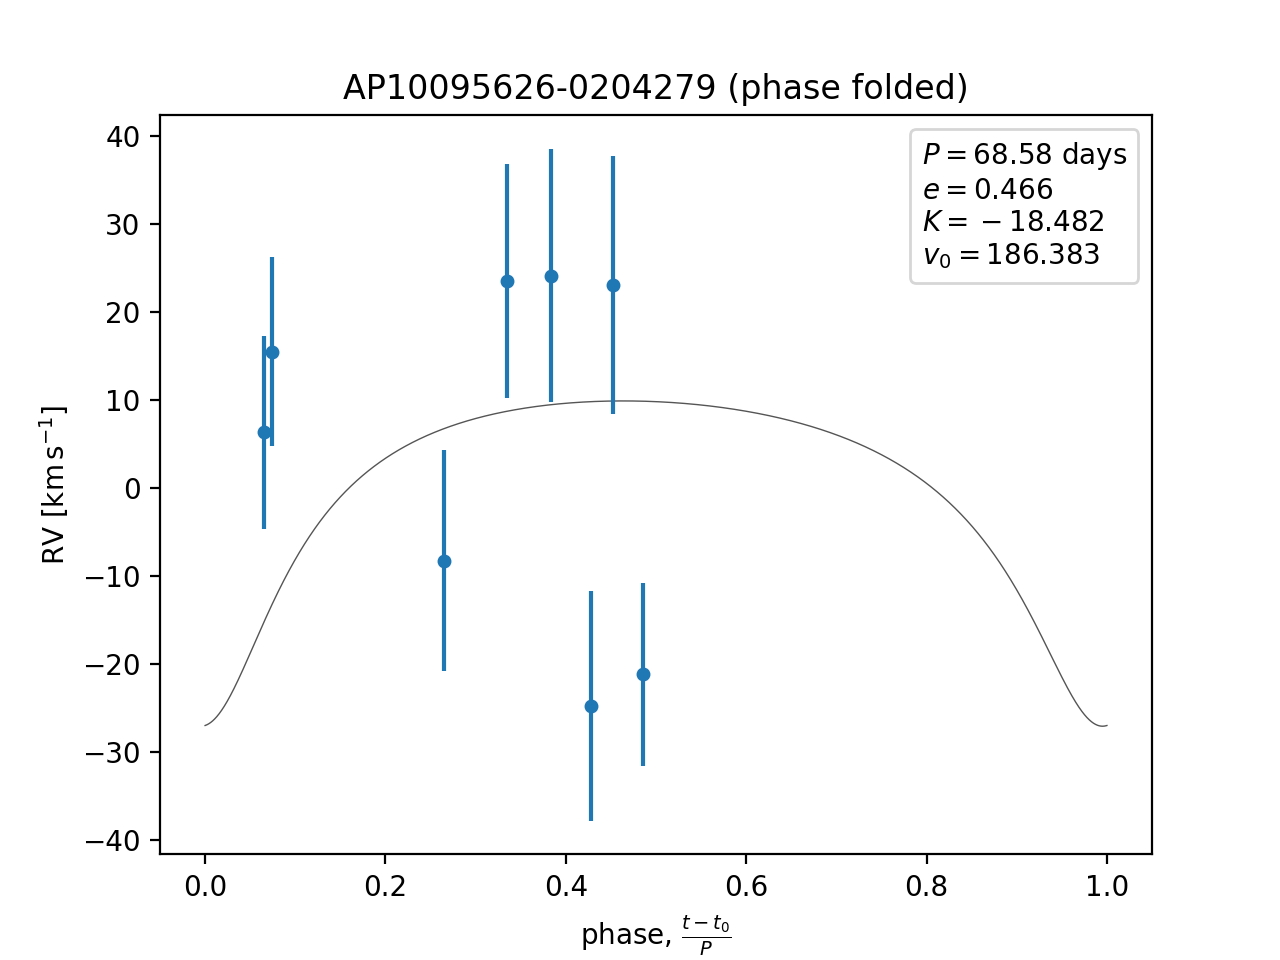 AP10095626-0204279 (phase folded)
P = 68.58 days
e = 0.466
K = −18.482
v₀ = 186.383
RV [km s⁻¹]
40
30
20
10
0
−10
−20
−30
−40
0.0 0.2 0.4 0.6 0.8 1.0
phase, (t − t₀)/P